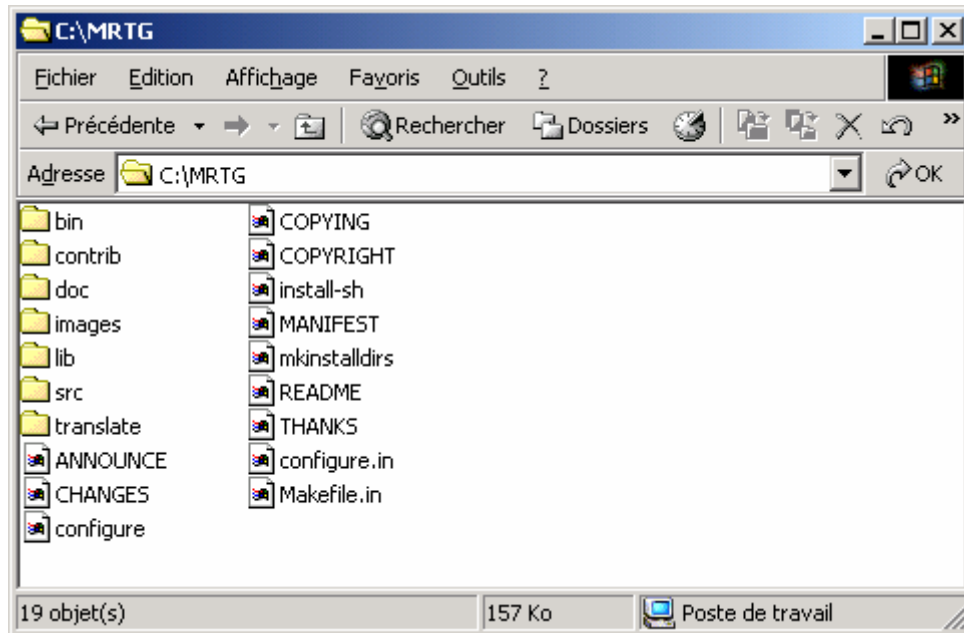 C:\MRTG
Fichier Edition Affichage Favoris Outils ?
Précédente Rechercher Dossiers »
Adresse C:\MRTG OK
bin COPYING
contrib COPYRIGHT
doc install-sh
images MANIFEST
lib mkinstalldirs
src README
translate THANKS
ANNOUNCE configure.in
CHANGES Makefile.in
configure
19 objet(s) 157 Ko Poste de travail